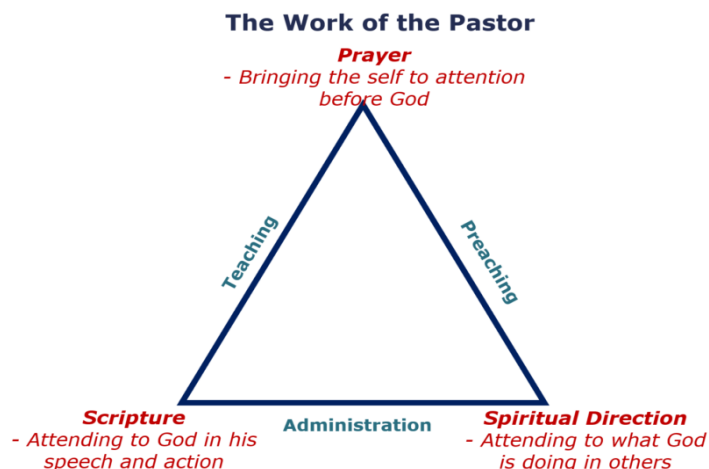 The Work of the Pastor
Prayer
- Bringing the self to attention
before God
Teaching
Preaching
Scripture
- Attending to God in his
speech and action
Administration
Spiritual Direction
- Attending to what God
is doing in others